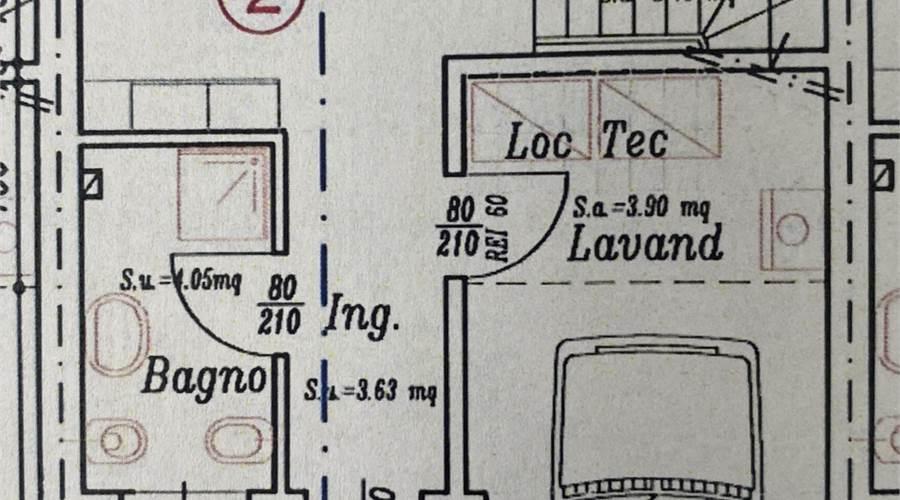 2
Loc Tec
80
210
REI 60
S.a.=3.90 mq
Lavand
S.u.=4.05mq
80
210
Ing.
Bagno
S.u.=3.63 mq